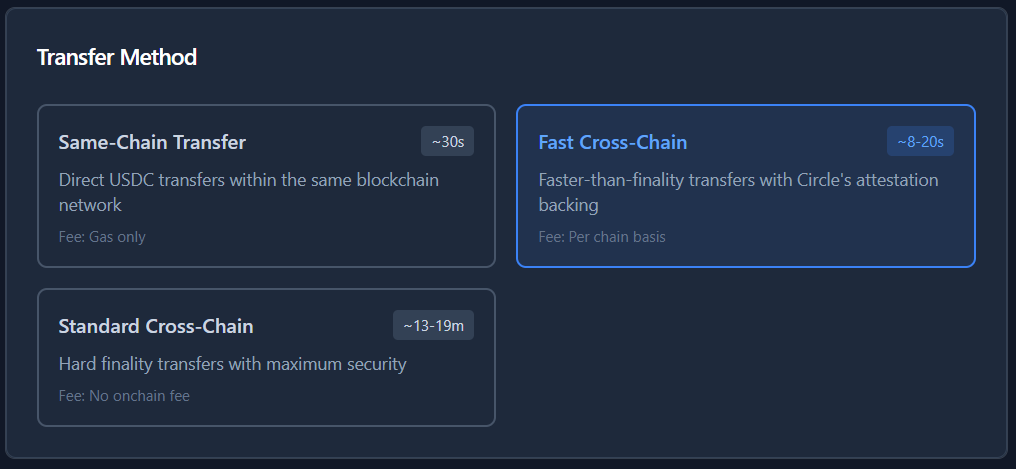 Transfer Method
Same-Chain Transfer
~30s
Direct USDC transfers within the same blockchain
network
Fee: Gas only
Fast Cross-Chain
~8-20s
Faster-than-finality transfers with Circle's attestation
backing
Fee: Per chain basis
Standard Cross-Chain
~13-19m
Hard finality transfers with maximum security
Fee: No onchain fee